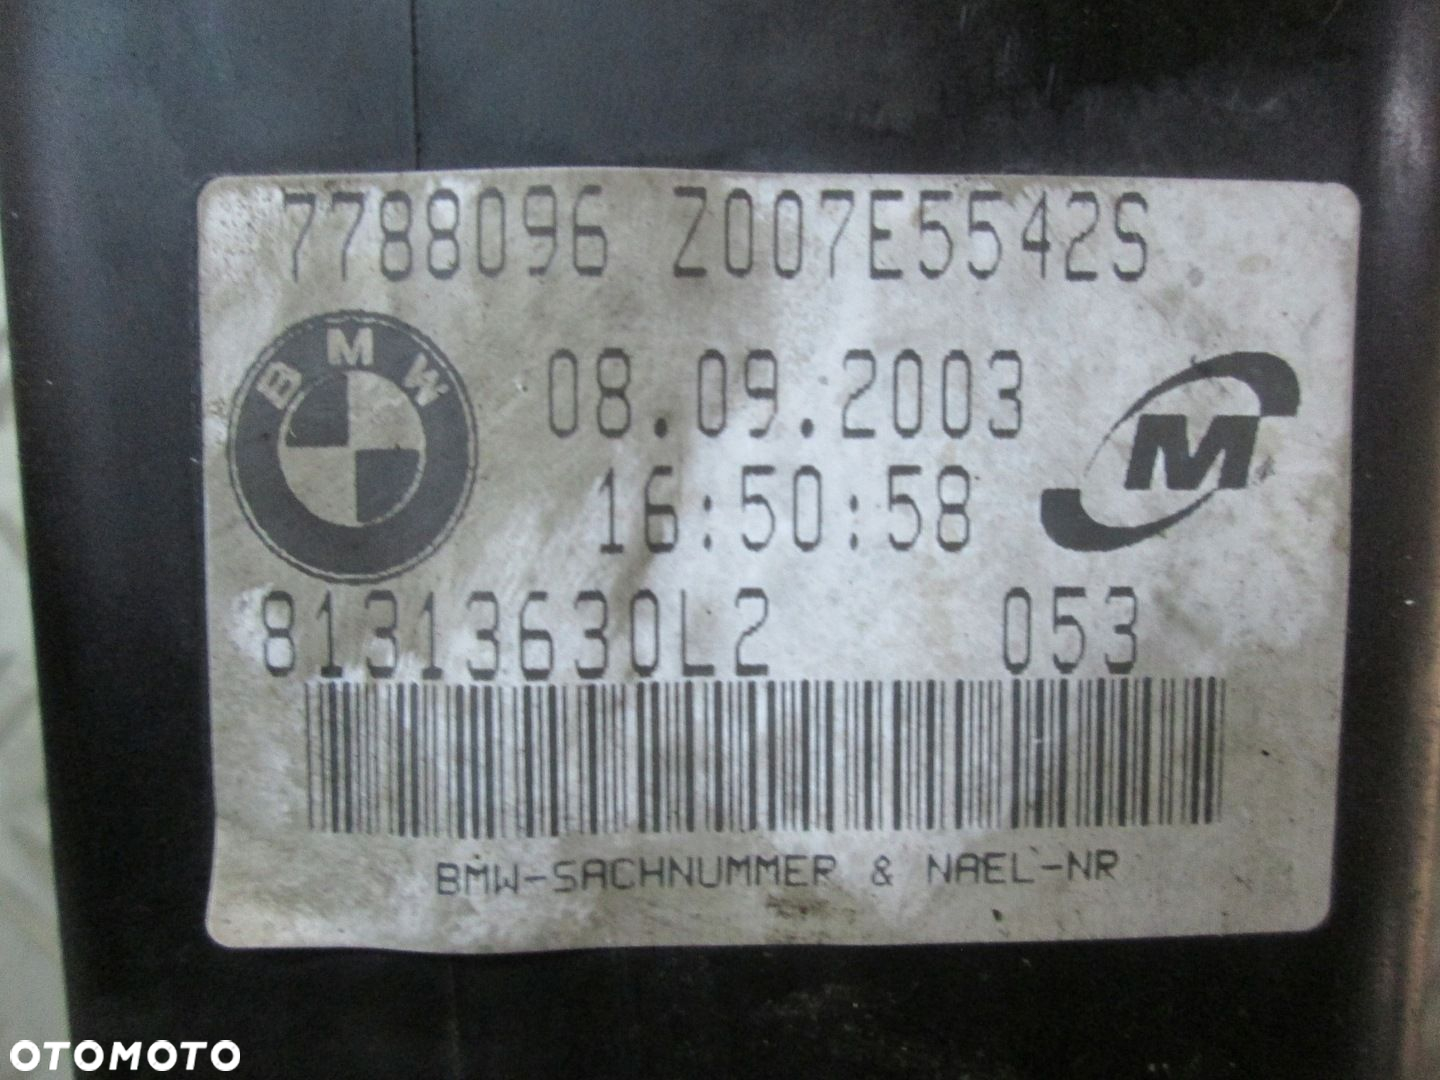 7788096 Z007E5542S
BMW
08.09.2003
M
16:50:58
81313630L2 053
BMW-SACHNUMMER & NAEL-NR
OTOMOTO